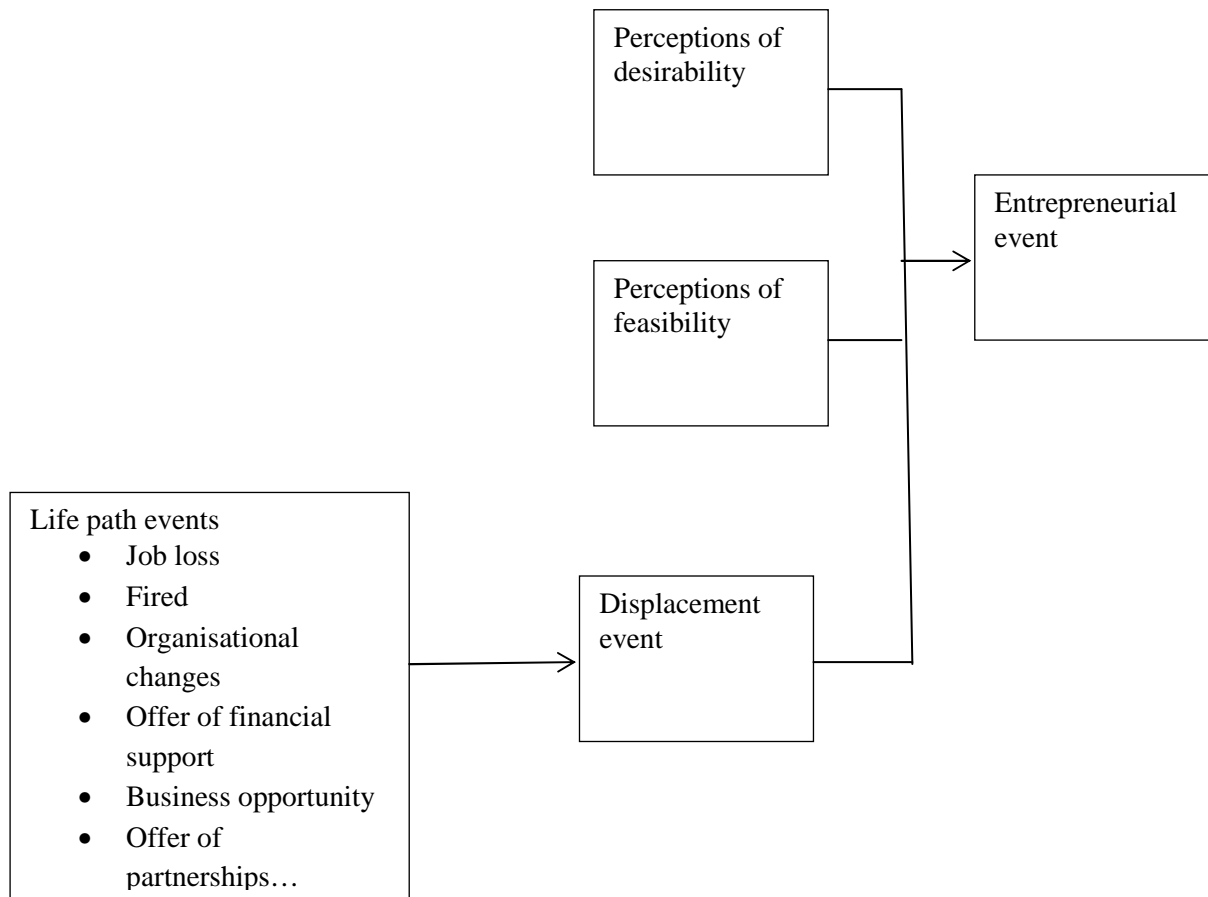 Perceptions of
desirability
Entrepreneurial
event
Perceptions of
feasibility
Life path events
• Job loss
• Fired
• Organisational
changes
• Offer of financial
support
• Business opportunity
• Offer of
partnerships…
Displacement
event